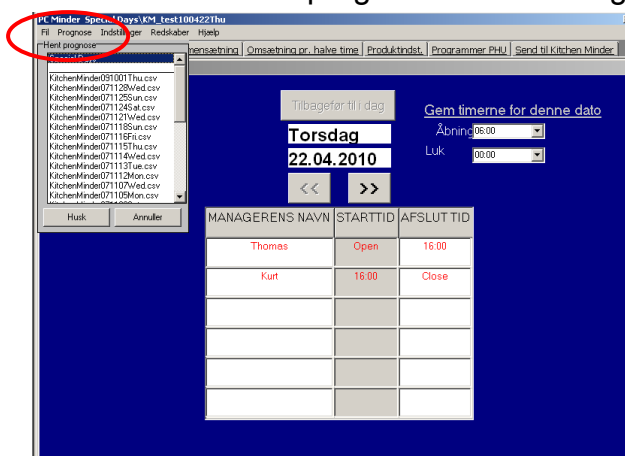 PC Minder SpecialDays\KM_test100422Thu
Fil Prognose Indstillinger Redskaber Hjælp
Hent prognose
Omsætning pr. halve time Produktindst. Programmer PHU Send til Kitchen Minder
KitchenMinder091001Thu.csv
KitchenMinder071128Wed.csv
KitchenMinder071125Sun.csv
KitchenMinder071124Sat.csv
KitchenMinder071121Wed.csv
KitchenMinder071118Sun.csv
KitchenMinder071116Fri.csv
KitchenMinder071115Thu.csv
KitchenMinder071114Wed.csv
KitchenMinder071113Tue.csv
KitchenMinder071112Mon.csv
KitchenMinder071107Wed.csv
KitchenMinder071105Mon.csv
Husk Annuller
Tilbagefør til i dag
Torsdag
22.04.2010
<< >>
Gem timerne for denne dato
Åbning 06:00
Luk 00:00
MANAGERENS NAVN STARTTID AFSLUT TID
Thomas Open 16:00
Kurt 16:00 Close